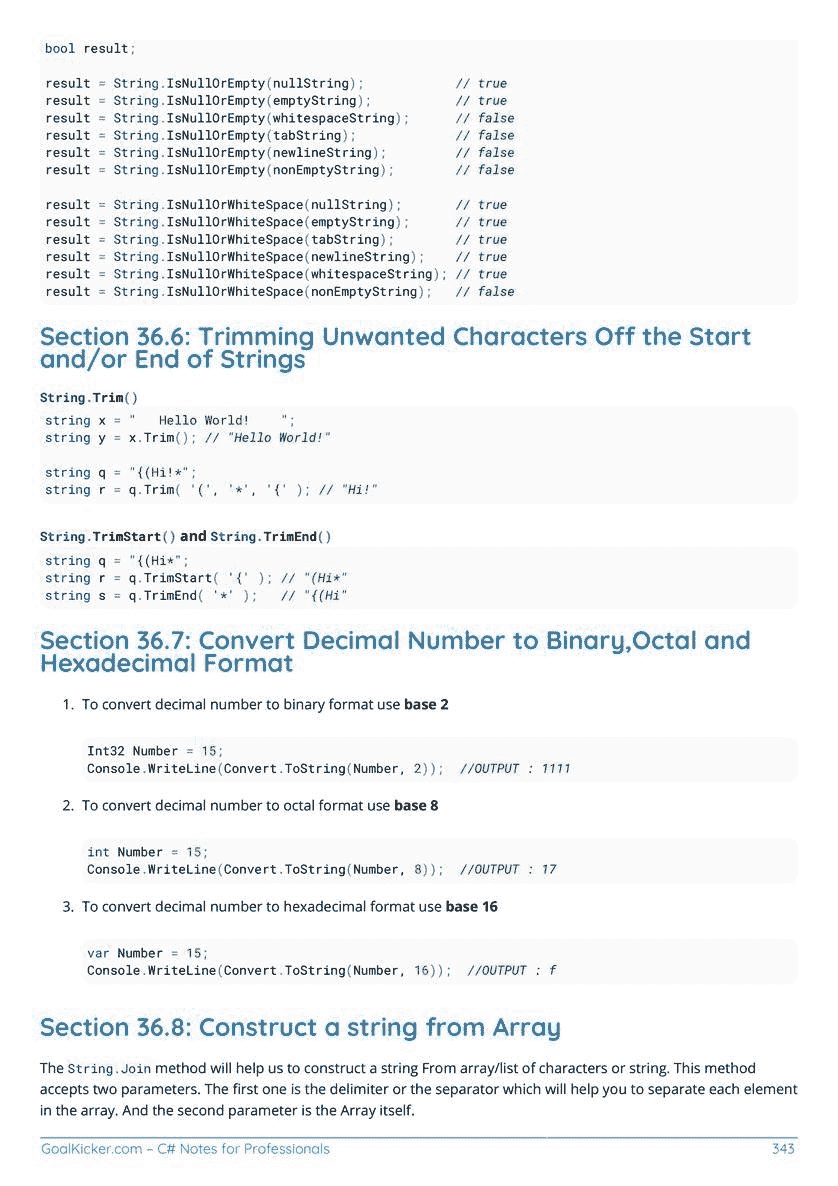 bool result;
result = String.IsNullOrEmpty(nullString);            // true
result = String.IsNullOrEmpty(emptyString);           // true
result = String.IsNullOrEmpty(whitespaceString);      // false
result = String.IsNullOrEmpty(tabString);             // false
result = String.IsNullOrEmpty(newlineString);         // false
result = String.IsNullOrEmpty(nonEmptyString);        // false
result = String.IsNullOrWhiteSpace(nullString);       // true
result = String.IsNullOrWhiteSpace(emptyString);      // true
result = String.IsNullOrWhiteSpace(tabString);        // true
result = String.IsNullOrWhiteSpace(newlineString);    // true
result = String.IsNullOrWhiteSpace(whitespaceString); // true
result = String.IsNullOrWhiteSpace(nonEmptyString);   // false
Section 36.6: Trimming Unwanted Characters Off the Start
and/or End of Strings
String.Trim()
string x = "   Hello World!    ";
string y = x.Trim(); // "Hello World!"
string q = "{(Hi!*";
string r = q.Trim( '(', '*', '{' ); // "Hi!"
String.TrimStart() and String.TrimEnd()
string q = "{(Hi*";
string r = q.TrimStart( '{' ); // "(Hi*"
string s = q.TrimEnd( '*' );   // "{(Hi"
Section 36.7: Convert Decimal Number to Binary,Octal and
Hexadecimal Format
1. To convert decimal number to binary format use base 2
Int32 Number = 15;
Console.WriteLine(Convert.ToString(Number, 2));  //OUTPUT : 1111
2. To convert decimal number to octal format use base 8
int Number = 15;
Console.WriteLine(Convert.ToString(Number, 8));  //OUTPUT : 17
3. To convert decimal number to hexadecimal format use base 16
var Number = 15;
Console.WriteLine(Convert.ToString(Number, 16));  //OUTPUT : f
Section 36.8: Construct a string from Array
The String.Join method will help us to construct a string From array/list of characters or string. This method
accepts two parameters. The first one is the delimiter or the separator which will help you to separate each element
in the array. And the second parameter is the Array itself.
GoalKicker.com – C# Notes for Professionals 343